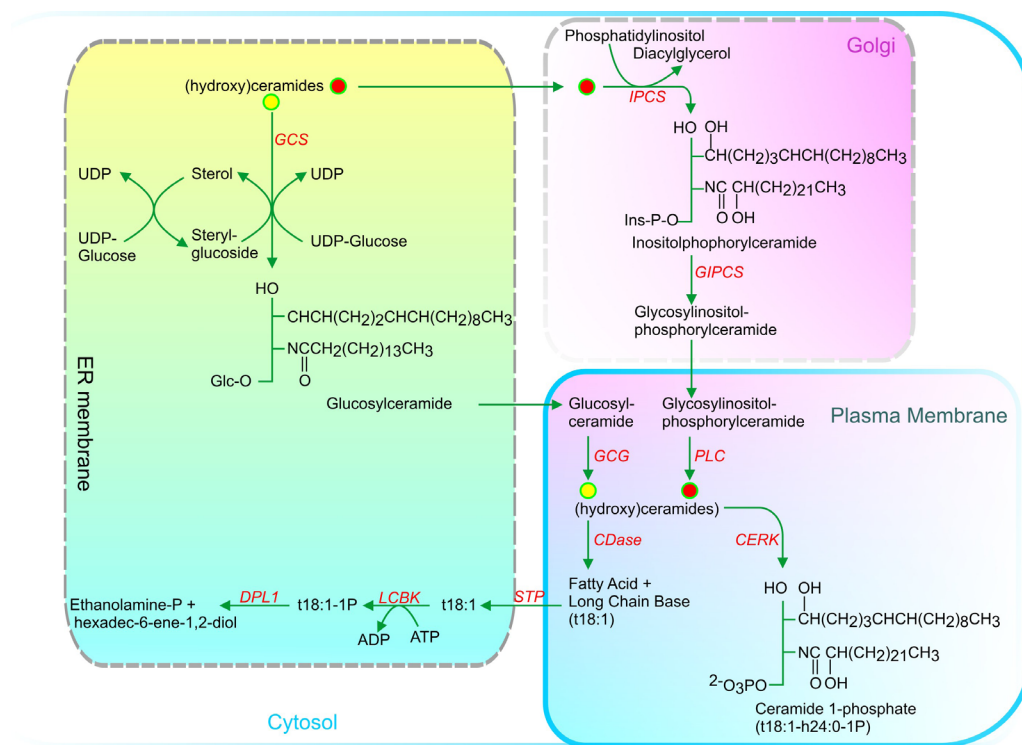 Phosphatidylinositol
Diacylglycerol
Golgi
(hydroxy)ceramides
IPCS
GCS
HO OH
CH(CH2)3CHCH(CH2)8CH3
NC CH(CH2)21CH3
O OH
Ins-P-O
Inositolphophorylceramide
GIPCS
Glycosylinositol-
phosphorylceramide
UDP
Sterol
UDP
UDP-
Glucose
Steryl-
glucoside
UDP-Glucose
HO
CHCH(CH2)2CHCH(CH2)8CH3
NCCH2(CH2)13CH3
O
Glc-O
ER membrane
Glucosylceramide
Glucosyl-
ceramide
Glycosylinositol-
phosphorylceramide
Plasma Membrane
GCG
PLC
(hydroxy)ceramides)
CDase
CERK
Fatty Acid +
Long Chain Base
(t18:1)
STP
t18:1
LCBK
ATP
ADP
t18:1-1P
DPL1
Ethanolamine-P +
hexadec-6-ene-1,2-diol
HO OH
CH(CH2)3CHCH(CH2)8CH3
NC CH(CH2)21CH3
O OH
2-O3PO
Ceramide 1-phosphate
(t18:1-h24:0-1P)
Cytosol